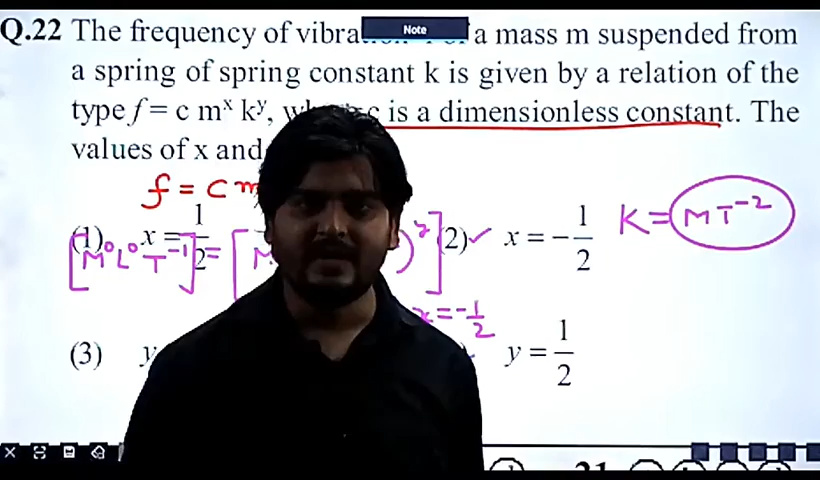 Note
Q.22 The frequency of vibra a mass m suspended from
a spring of spring constant k is given by a relation of the
type f = c mˣ kʸ, c is a dimensionless constant. The
values of x and
f = c m
K = MT⁻²
(1) x = 1/2
(2) ✓ x = -1/2
[M⁰L⁰T⁻¹] = [M )ʸ]
x = -1/2
(3) y
y = 1/2